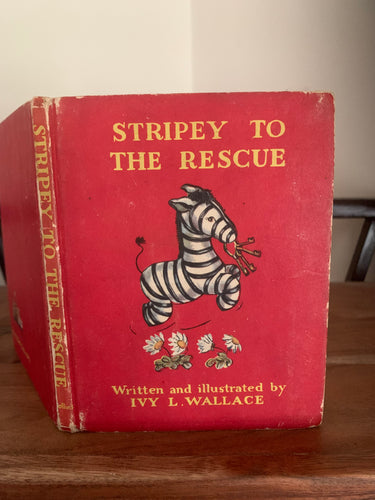 STRIPEY TO
THE RESCUE
Written and illustrated by
IVY L. WALLACE
STRIPEY TO THE RESCUE